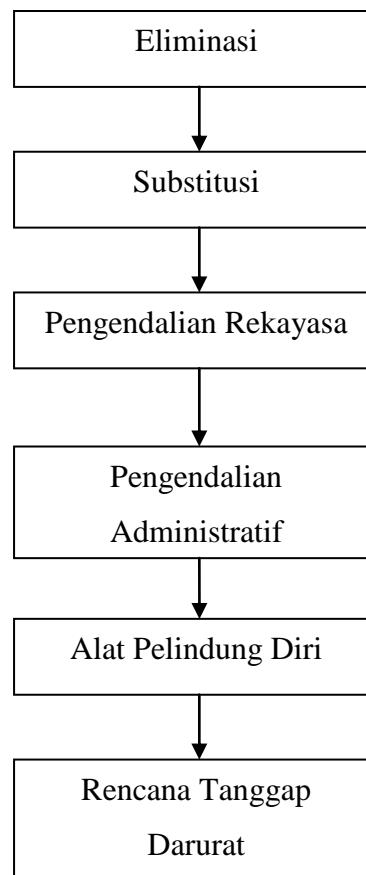 Eliminasi
Substitusi
Pengendalian Rekayasa
Pengendalian
Administratif
Alat Pelindung Diri
Rencana Tanggap
Darurat